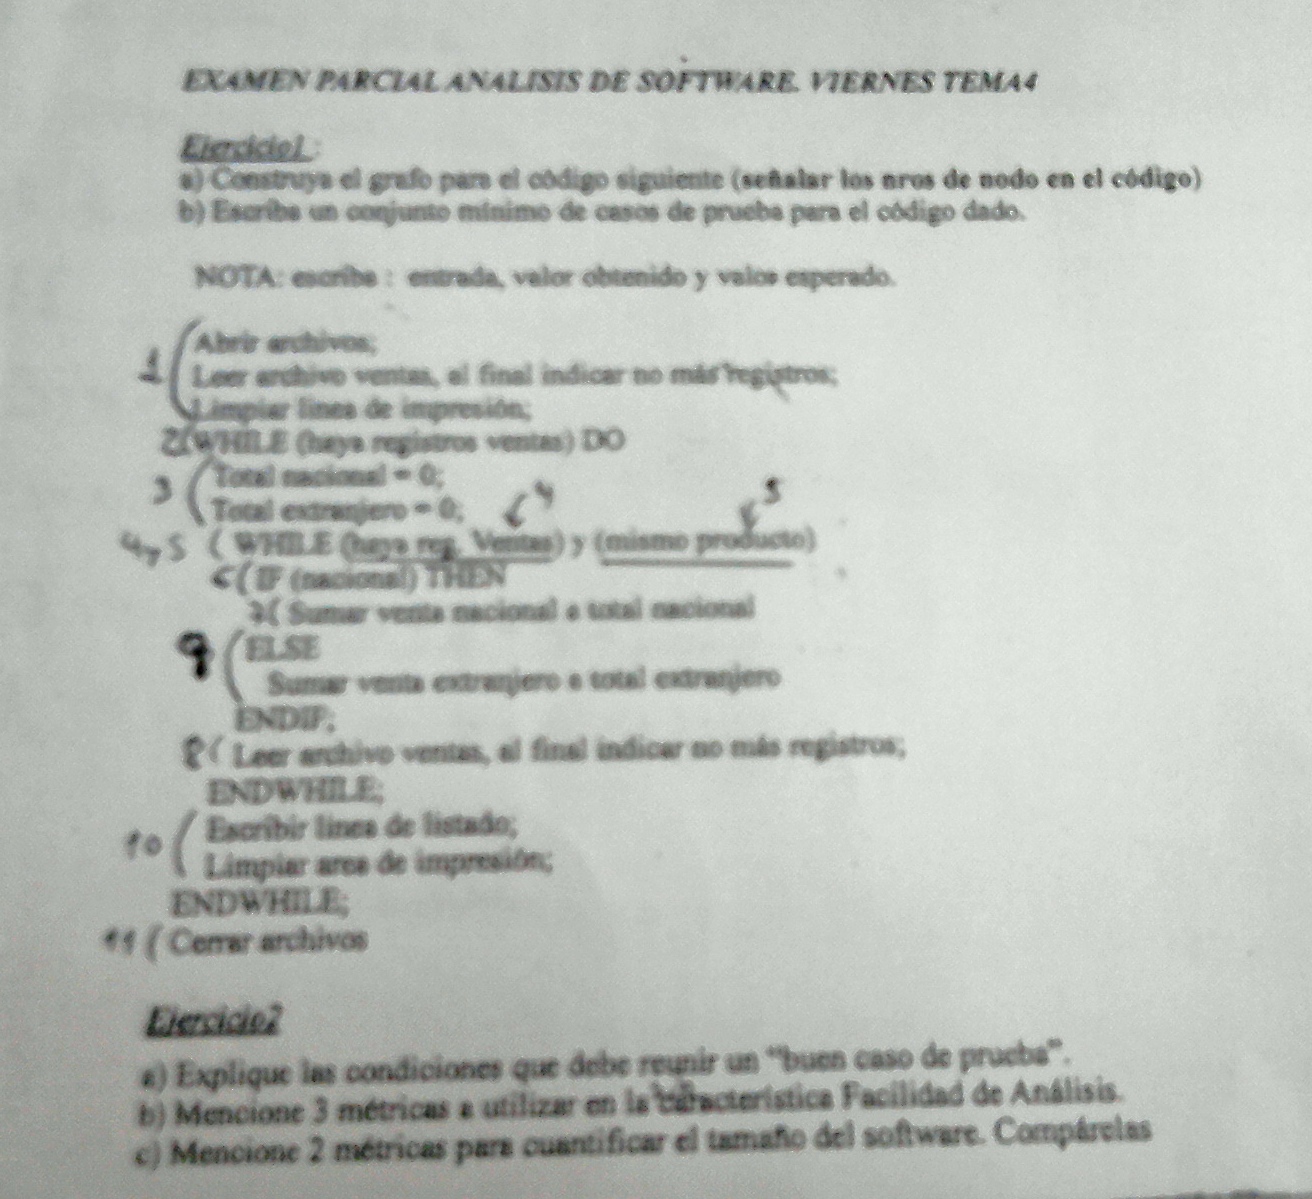 EXAMEN PARCIAL ANALISIS DE SOFTWARE. VIERNES TEMA4
Ejercicio1 :
a) Construya el grafo para el código siguiente (señalar los nros de nodo en el código)
b) Escriba un conjunto mínimo de casos de prueba para el código dado.
NOTA: escriba : entrada, valor obtenido y valor esperado.
Abrir archivos;
1 ( Leer archivo ventas, al final indicar no más registros;
Limpiar linea de impresión;
2( WHILE (haya registros ventas) DO
3 ( Total nacional = 0;
Total extranjero = 0; 4 5
4 y 5 ( WHILE (haya reg. Ventas) y (mismo producto)
6 ( IF (nacional) THEN
7( Sumar venta nacional a total nacional
9 ( ELSE
Sumar venta extranjero a total extranjero
ENDIF;
8 ( Leer archivo ventas, al final indicar no más registros;
ENDWHILE;
10 ( Escribir linea de listado;
Limpiar area de impresión;
ENDWHILE;
11 ( Cerrar archivos
Ejercicio2
a) Explique las condiciones que debe reunir un "buen caso de prueba".
b) Mencione 3 métricas a utilizar en la característica Facilidad de Análisis.
c) Mencione 2 métricas para cuantificar el tamaño del software. Compárelas